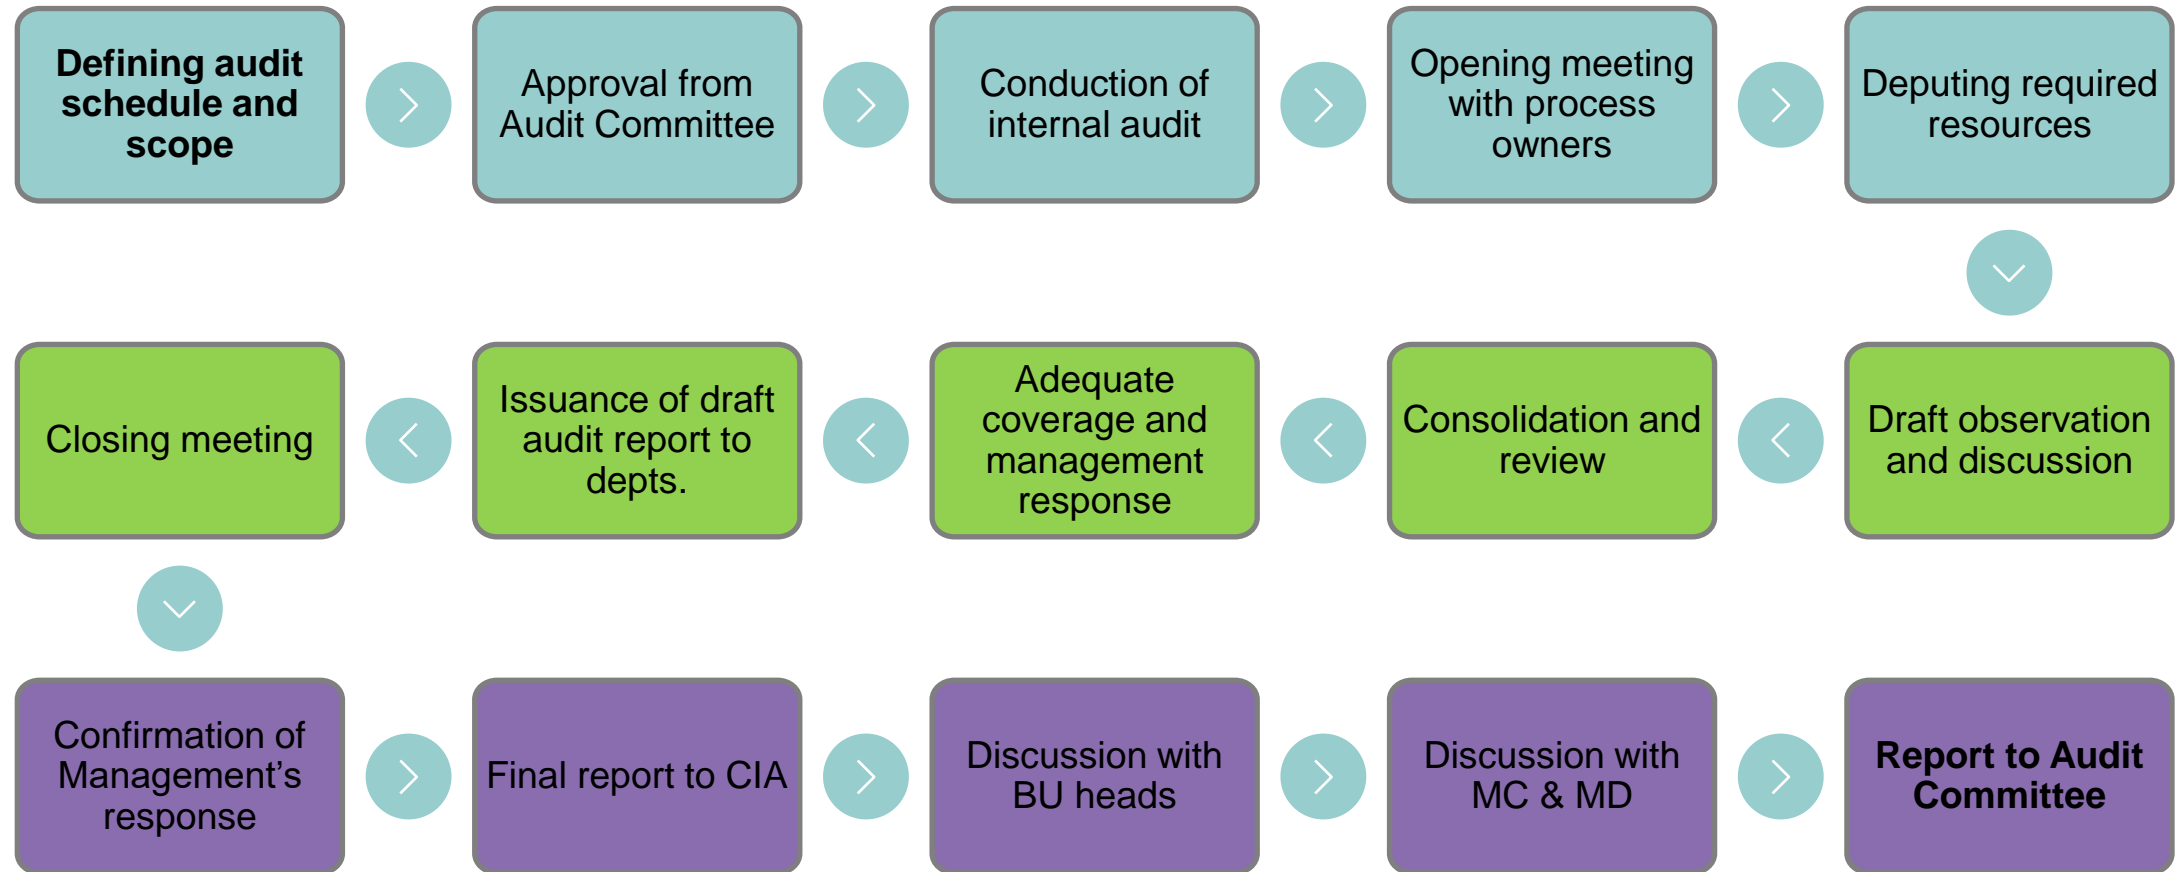 Defining audit
schedule and
scope
Approval from
Audit Committee
Conduction of
internal audit
Opening meeting
with process
owners
Deputing required
resources
Draft observation
and discussion
Consolidation and
review
Adequate
coverage and
management
response
Issuance of draft
audit report to
depts.
Closing meeting
Confirmation of
Management’s
response
Final report to CIA
Discussion with
BU heads
Discussion with
MC & MD
Report to Audit
Committee